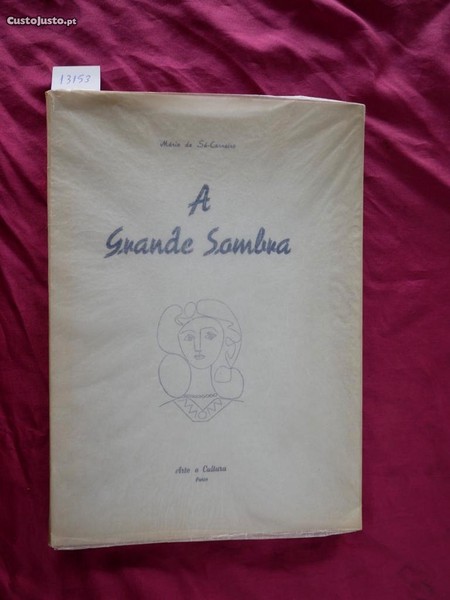 CustoJusto.pt
13153
Mário de Sá-Carneiro
A
Grande Sombra
Arte e Cultura
Porto